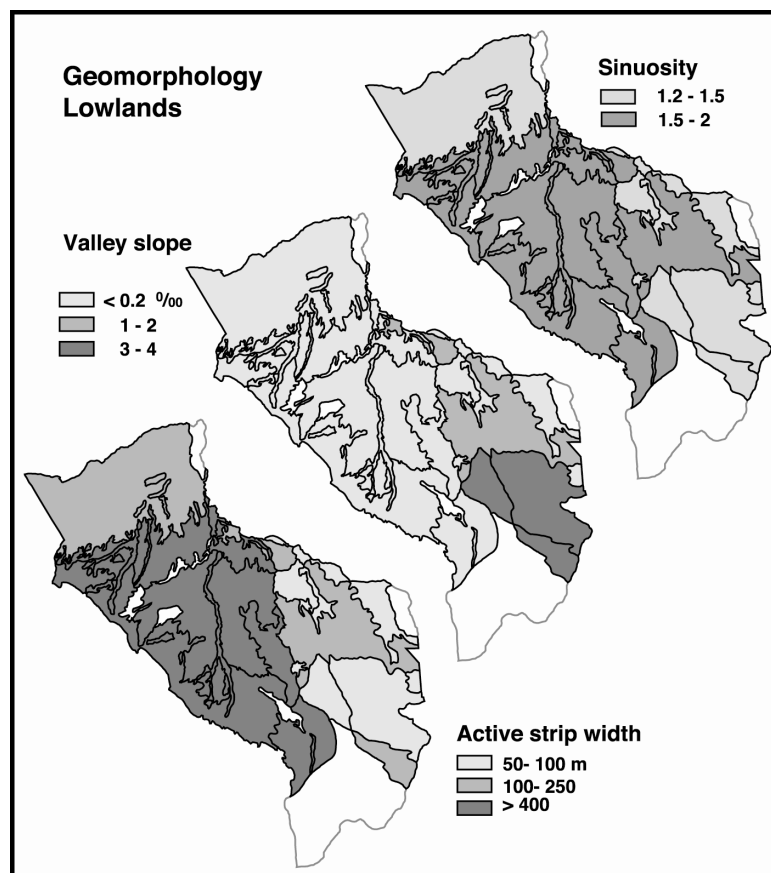 Geomorphology
Lowlands
Sinuosity
1.2 - 1.5
1.5 - 2
Valley slope
< 0.2 ‱
1 - 2
3 - 4
Active strip width
50- 100 m
100- 250
> 400